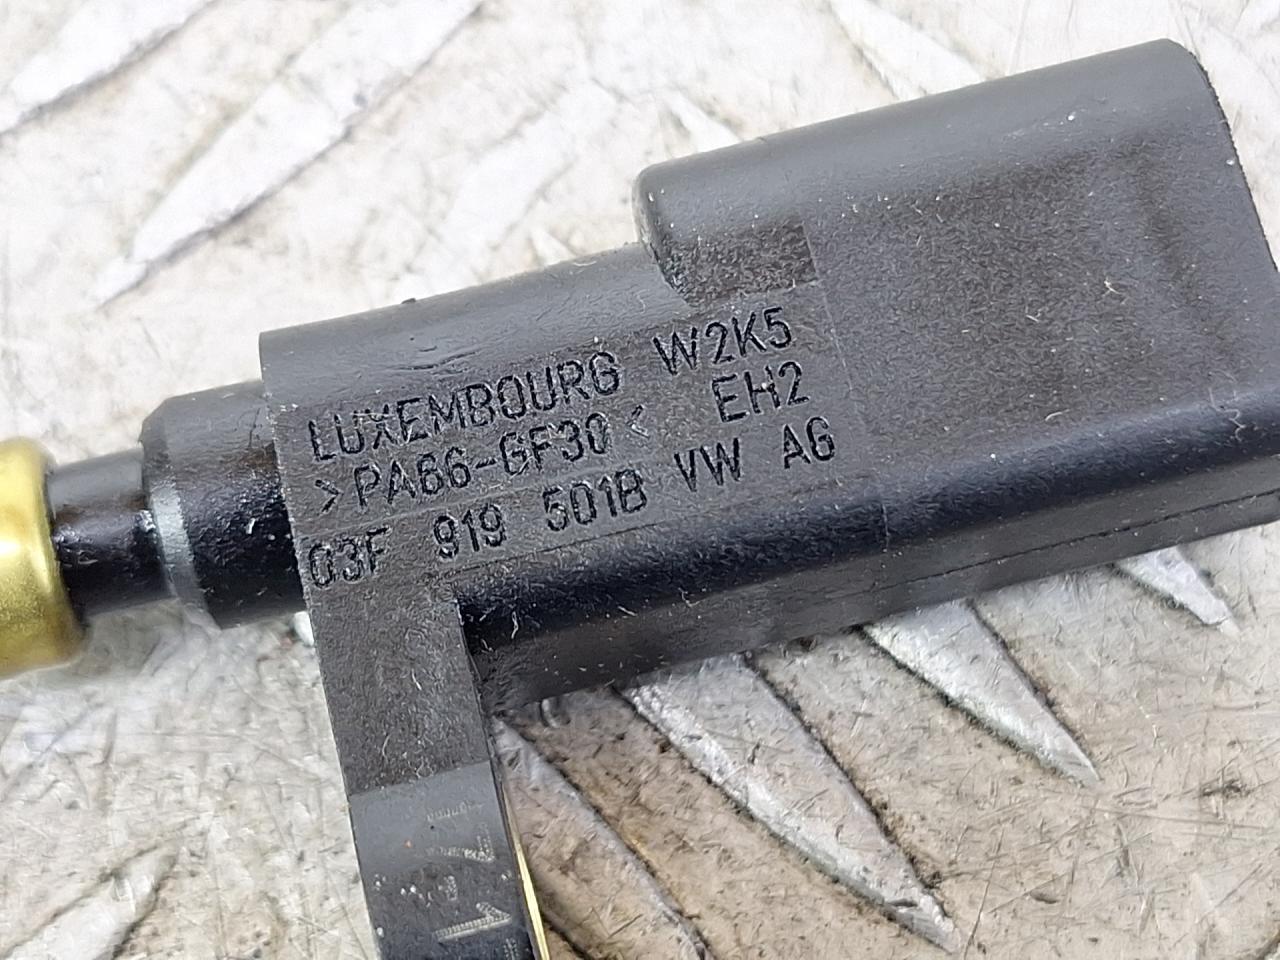 LUXEMBOURG W2K5
>PA66-GF30< EH2
03F 919 501B VW AG